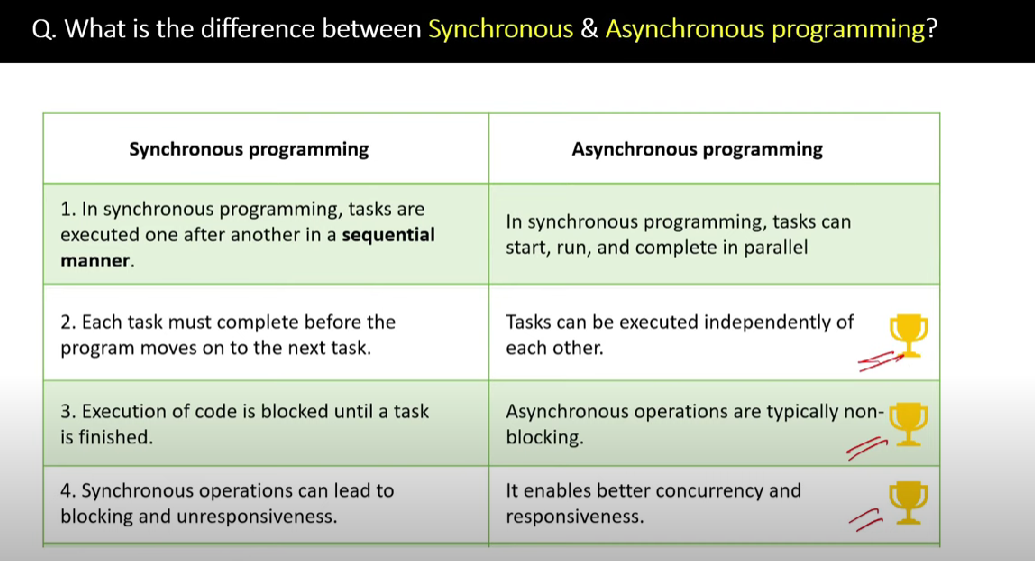 Q. What is the difference between Synchronous & Asynchronous programming?
Synchronous programming
Asynchronous programming
1. In synchronous programming, tasks are
executed one after another in a sequential
manner.
In synchronous programming, tasks can
start, run, and complete in parallel
2. Each task must complete before the
program moves on to the next task.
Tasks can be executed independently of
each other.
3. Execution of code is blocked until a task
is finished.
Asynchronous operations are typically non-
blocking.
4. Synchronous operations can lead to
blocking and unresponsiveness.
It enables better concurrency and
responsiveness.